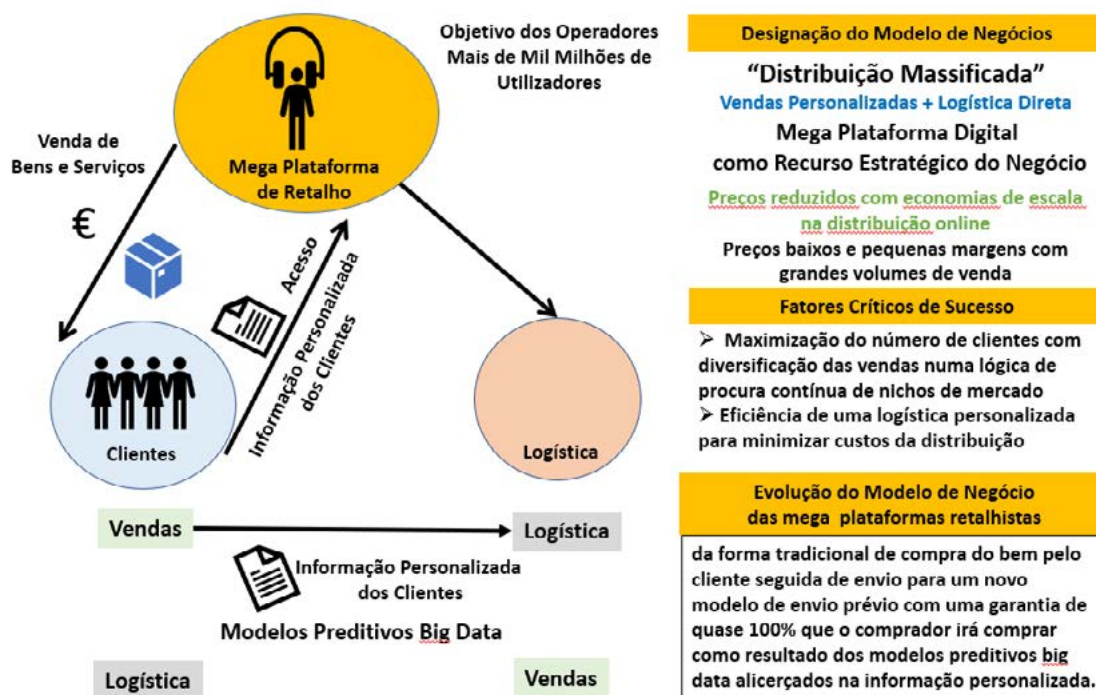 Objetivo dos Operadores
Mais de Mil Milhões de
Utilizadores
Mega Plataforma
de Retalho
Venda de
Bens e Serviços
€
Acesso
Informação Personalizada
dos Clientes
Clientes
Logística
Vendas
Logística
Informação Personalizada
dos Clientes
Modelos Preditivos Big Data
Logística
Vendas
Designação do Modelo de Negócios
“Distribuição Massificada”
Vendas Personalizadas + Logística Direta
Mega Plataforma Digital
como Recurso Estratégico do Negócio
Preços reduzidos com economias de escala
na distribuição online
Preços baixos e pequenas margens com
grandes volumes de venda
Fatores Críticos de Sucesso
➢ Maximização do número de clientes com
diversificação das vendas numa lógica de
procura contínua de nichos de mercado
➢ Eficiência de uma logística personalizada
para minimizar custos da distribuição
Evolução do Modelo de Negócio
das mega plataformas retalhistas
da forma tradicional de compra do bem pelo
cliente seguida de envio para um novo
modelo de envio prévio com uma garantia de
quase 100% que o comprador irá comprar
como resultado dos modelos preditivos big
data alicerçados na informação personalizada.